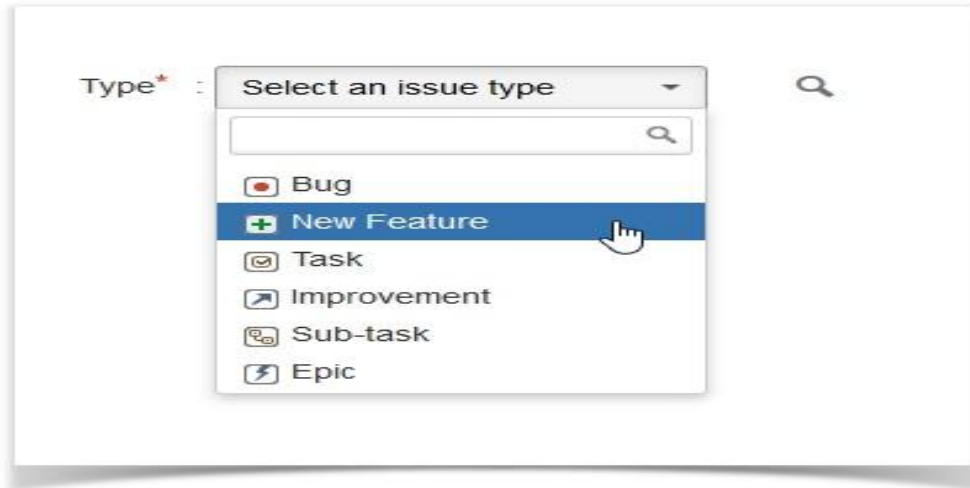 Type* : Select an issue type
Bug
New Feature
Task
Improvement
Sub-task
Epic